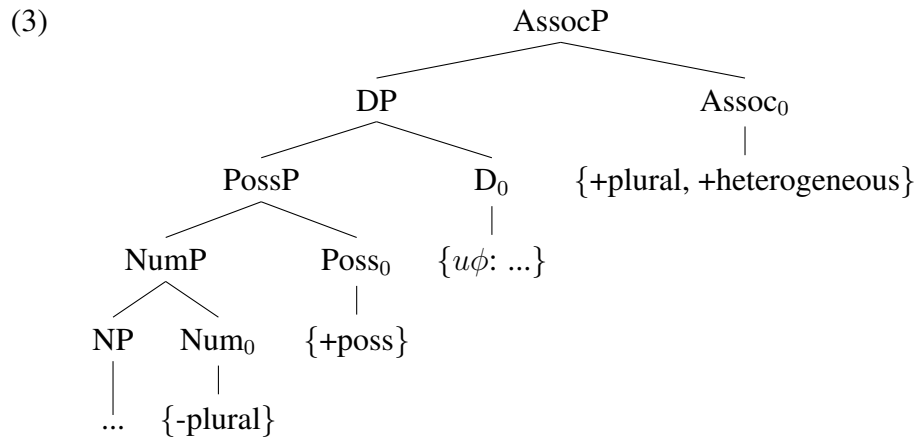 (3) AssocP
DP Assoc₀
PossP D₀ {+plural, +heterogeneous}
NumP Poss₀ {uϕ: ...}
NP Num₀ {+poss}
... {-plural}